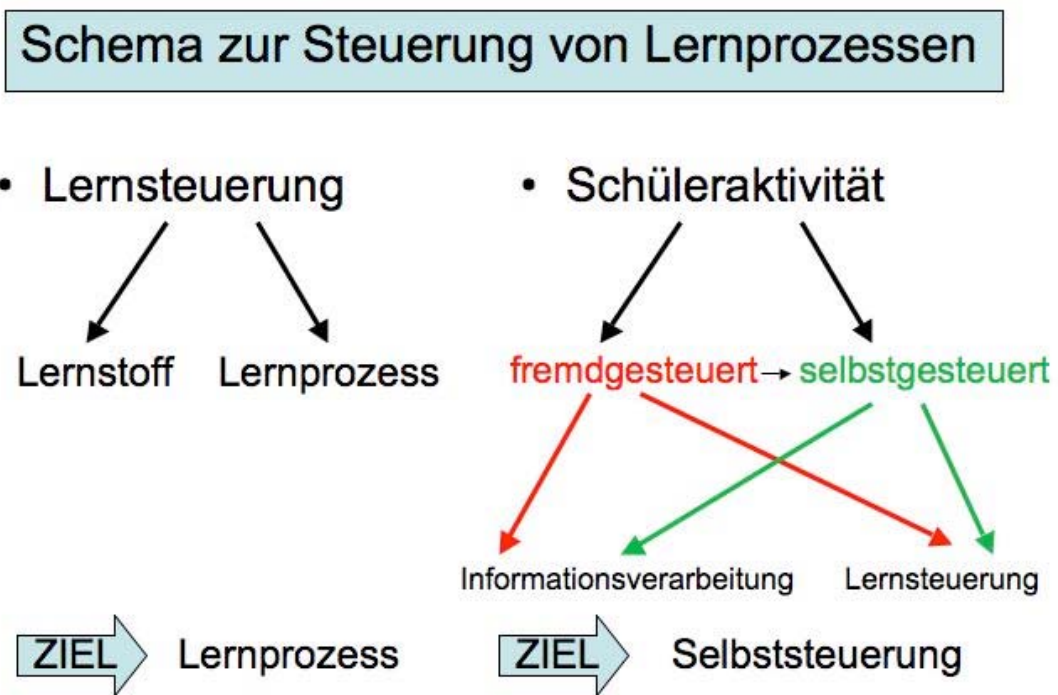 Schema zur Steuerung von Lernprozessen
• Lernsteuerung
• Schüleraktivität
Lernstoff
Lernprozess
fremdgesteuert
selbstgesteuert
Informationsverarbeitung
Lernsteuerung
ZIEL
Lernprozess
ZIEL
Selbststeuerung